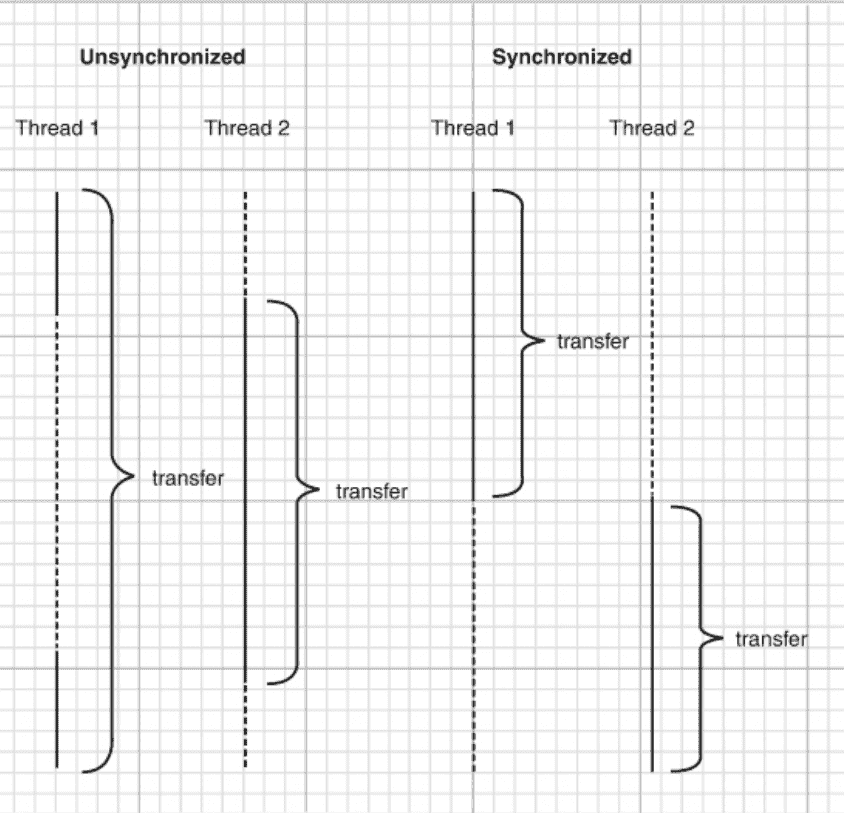 Unsynchronized
Synchronized
Thread 1
Thread 2
Thread 1
Thread 2
transfer
transfer
transfer
transfer